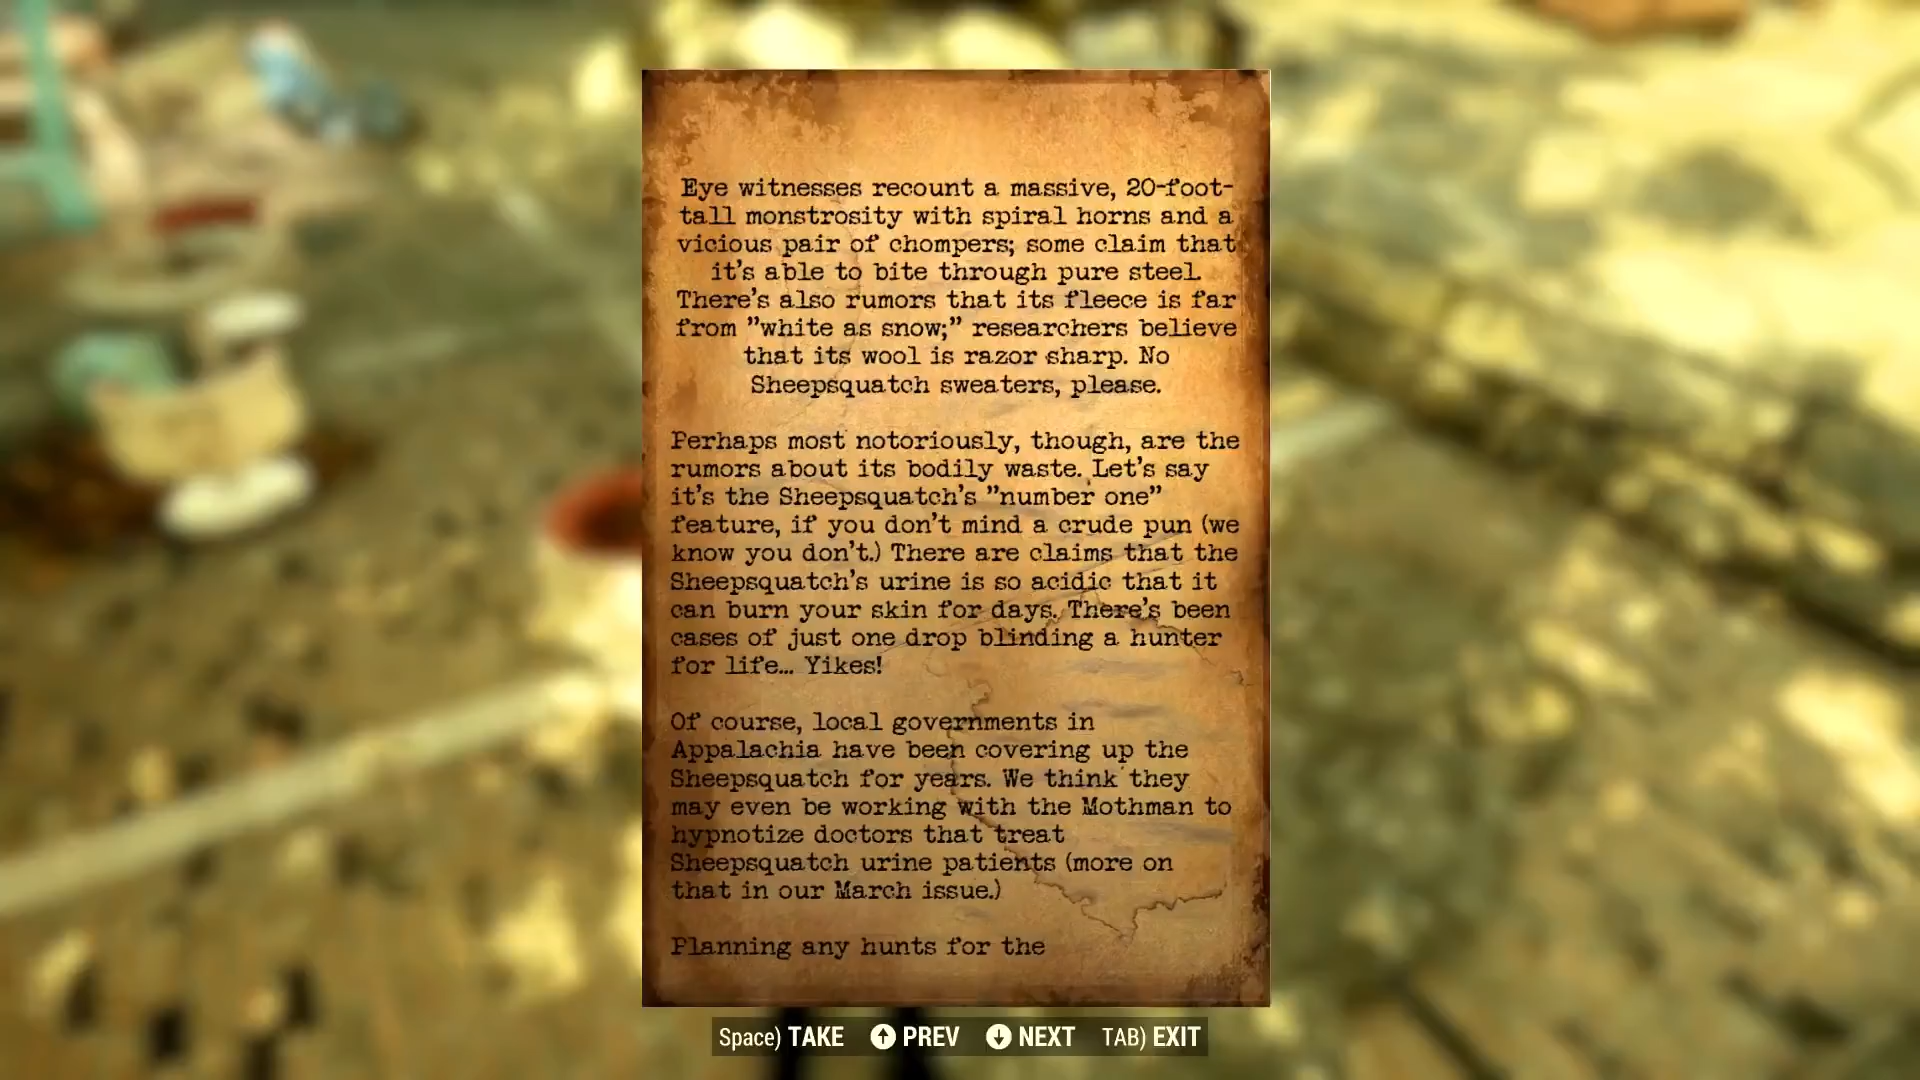 Eye witnesses recount a massive, 20-foot-
tall monstrosity with spiral horns and a
vicious pair of chompers; some claim that
it's able to bite through pure steel.
There's also rumors that its fleece is far
from "white as snow;" researchers believe
that its wool is razor sharp. No
Sheepsquatch sweaters, please.
Perhaps most notoriously, though, are the
rumors about its bodily waste. Let's say
it's the Sheepsquatch's "number one"
feature, if you don't mind a crude pun (we
know you don't.) There are claims that the
Sheepsquatch's urine is so acidic that it
can burn your skin for days. There's been
cases of just one drop blinding a hunter
for life... Yikes!
Of course, local governments in
Appalachia have been covering up the
Sheepsquatch for years. We think they
may even be working with the Mothman to
hypnotize doctors that treat
Sheepsquatch urine patients (more on
that in our March issue.)
Planning any hunts for the
Space) TAKE PREV NEXT TAB) EXIT